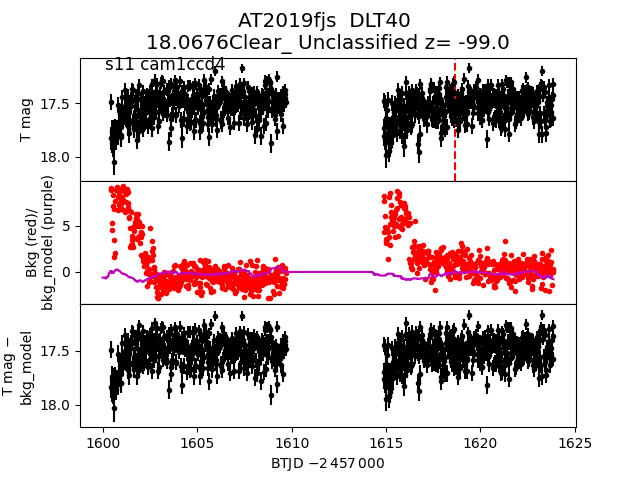 AT2019fjs  DLT40
18.0676Clear_ Unclassified z= -99.0
s11 cam1ccd4
T mag
17.5
18.0
Bkg (red)/
bkg_model (purple)
5
0
T mag −
bkg_model
17.5
18.0
1600
1605
1610
1615
1620
1625
BTJD −2 457 000